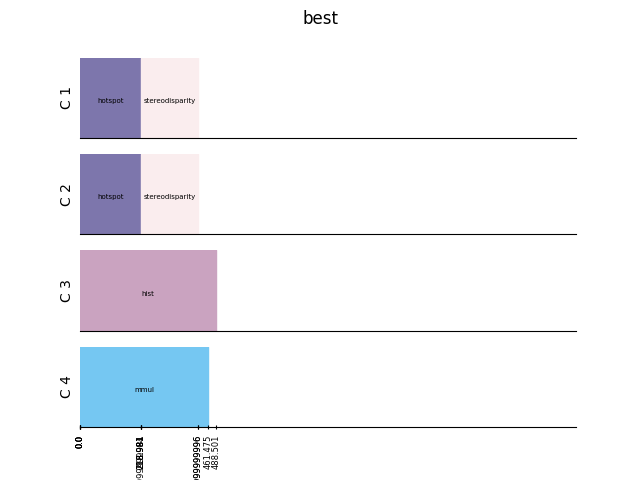 best
C 1
hotspot
stereodisparity
C 2
hotspot
stereodisparity
C 3
hist
C 4
mmul
0.0
461.475
488.501